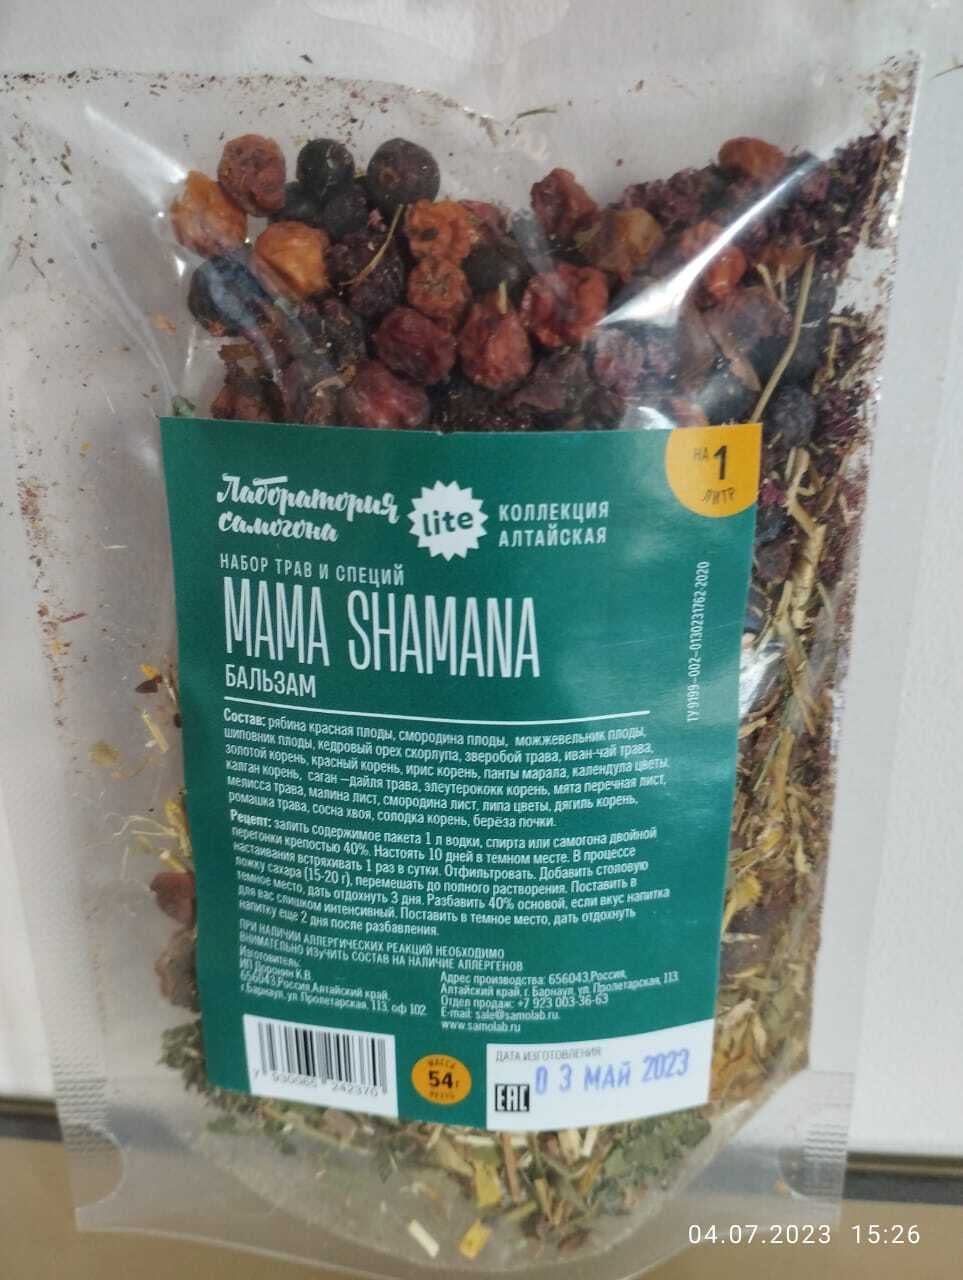 Лаборатория
самогона
lite
КОЛЛЕКЦИЯ
АЛТАЙСКАЯ
НА 1
ЛИТР
НАБОР ТРАВ И СПЕЦИЙ
MAMA SHAMANA
БАЛЬЗАМ
ТУ 9199-002-0130231762-2020
Состав: рябина красная плоды, смородина плоды, можжевельник плоды,
шиповник плоды, кедровый орех скорлупа, зверобой трава, иван-чай трава,
золотой корень, красный корень, ирис корень, панты марала, календула цветы,
калган корень, саган –дайля трава, элеутерококк корень, мята перечная лист,
мелисса трава, малина лист, смородина лист, липа цветы, дягиль корень,
ромашка трава, сосна хвоя, солодка корень, берёза почки.
Рецепт: залить содержимое пакета 1 л водки, спирта или самогона двойной
перегонки крепостью 40%. Настоять 10 дней в темном месте. В процессе
настаивания встряхивать 1 раз в сутки. Отфильтровать. Добавить столовую
ложку сахара (15-20 г), перемешать до полного растворения. Поставить в
темное место, дать отдохнуть 3 дня. Разбавить 40% основой, если вкус напитка
для вас слишком интенсивный. Поставить в темное место, дать отдохнуть
напитку еще 2 дня после разбавления.
ПРИ НАЛИЧИИ АЛЛЕРГИЧЕСКИХ РЕАКЦИЙ НЕОБХОДИМО
ВНИМАТЕЛЬНО ИЗУЧИТЬ СОСТАВ НА НАЛИЧИЕ АЛЛЕРГЕНОВ
Изготовитель:
ИП Доронин К.В.
656043,Россия,Алтайский край,
г.Барнаул, ул. Пролетарская, 113, оф 102
Адрес производства: 656043,Россия,
Алтайский край, г. Барнаул, ул. Пролетарская, 113
Отдел продаж: +7 923 003-36-63
E-mail: sale@samolab.ru.
www.samolab.ru
7 930065 242370
МАССА
54 г
НЕТТО
ДАТА ИЗГОТОВЛЕНИЯ
EAC
0 3 МАЙ 2023
04.07.2023 15:26